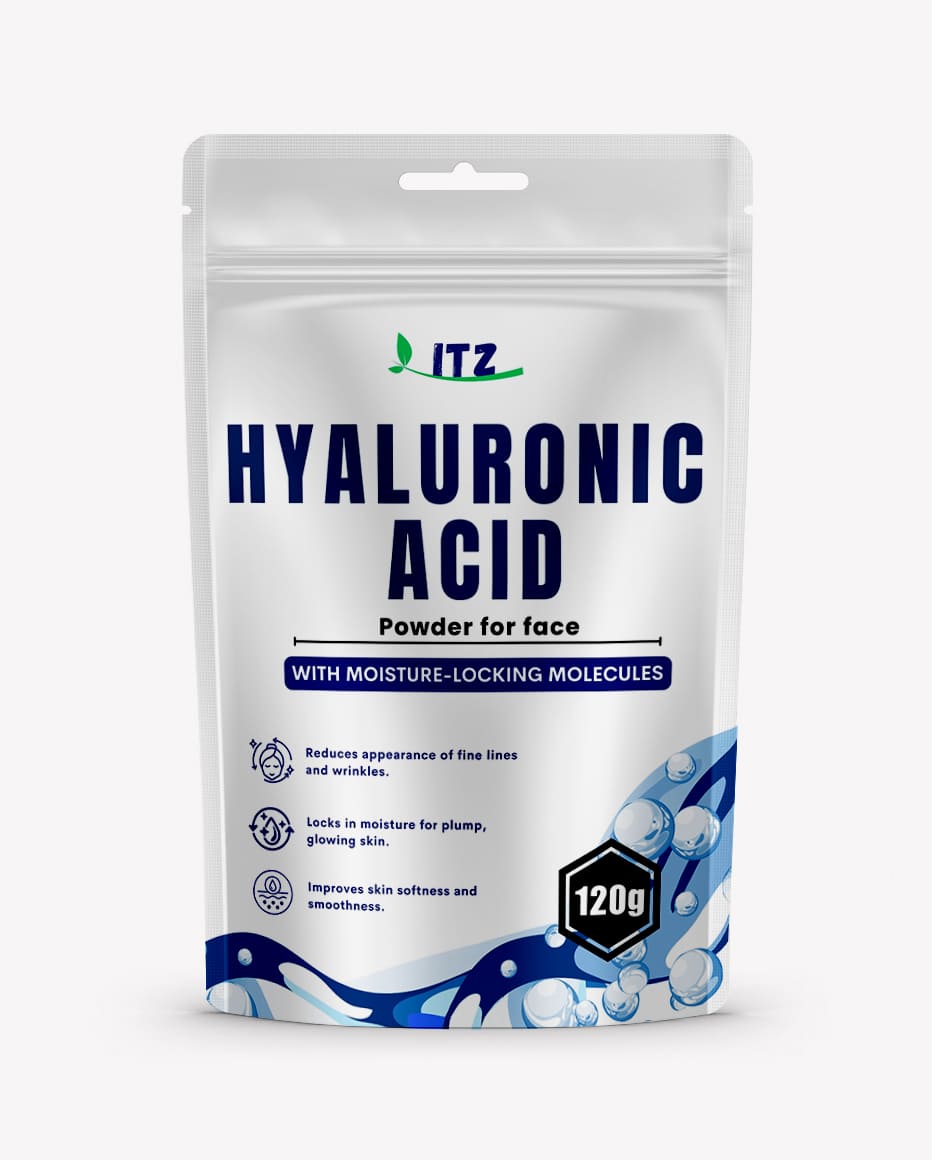 ITZ
HYALURONIC
ACID
Powder for face
WITH MOISTURE-LOCKING MOLECULES
Reduces appearance of fine lines
and wrinkles.
Locks in moisture for plump,
glowing skin.
Improves skin softness and
smoothness.
120g